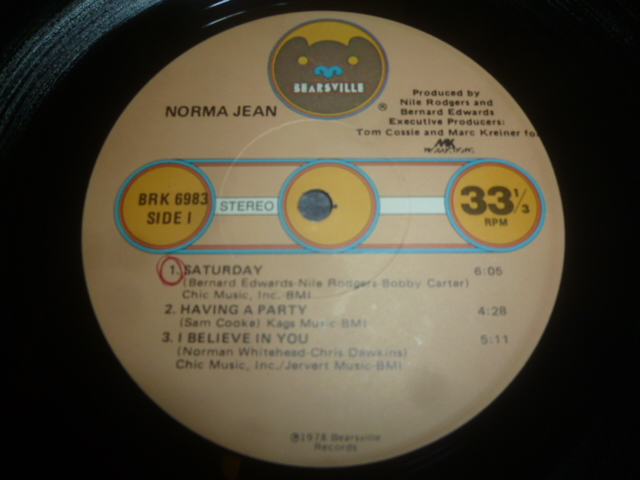 BEARSVILLE
®
NORMA JEAN
Produced by
Nile Rodgers and
Bernard Edwards
Executive Producers:
Tom Cossie and Marc Kreiner for
MK
BRK 6983
SIDE 1
STEREO
33 1/3
RPM
1. SATURDAY 6:05
(Bernard Edwards-Nile Rodgers-Bobby Carter)
Chic Music, Inc.-BMI
2. HAVING A PARTY 4:28
(Sam Cooke) Kags Music-BMI
3. I BELIEVE IN YOU 5:11
(Norman Whitehead-Chris Dawkins)
Chic Music, Inc./Jervert Music-BMI
℗1978 Bearsville
Records